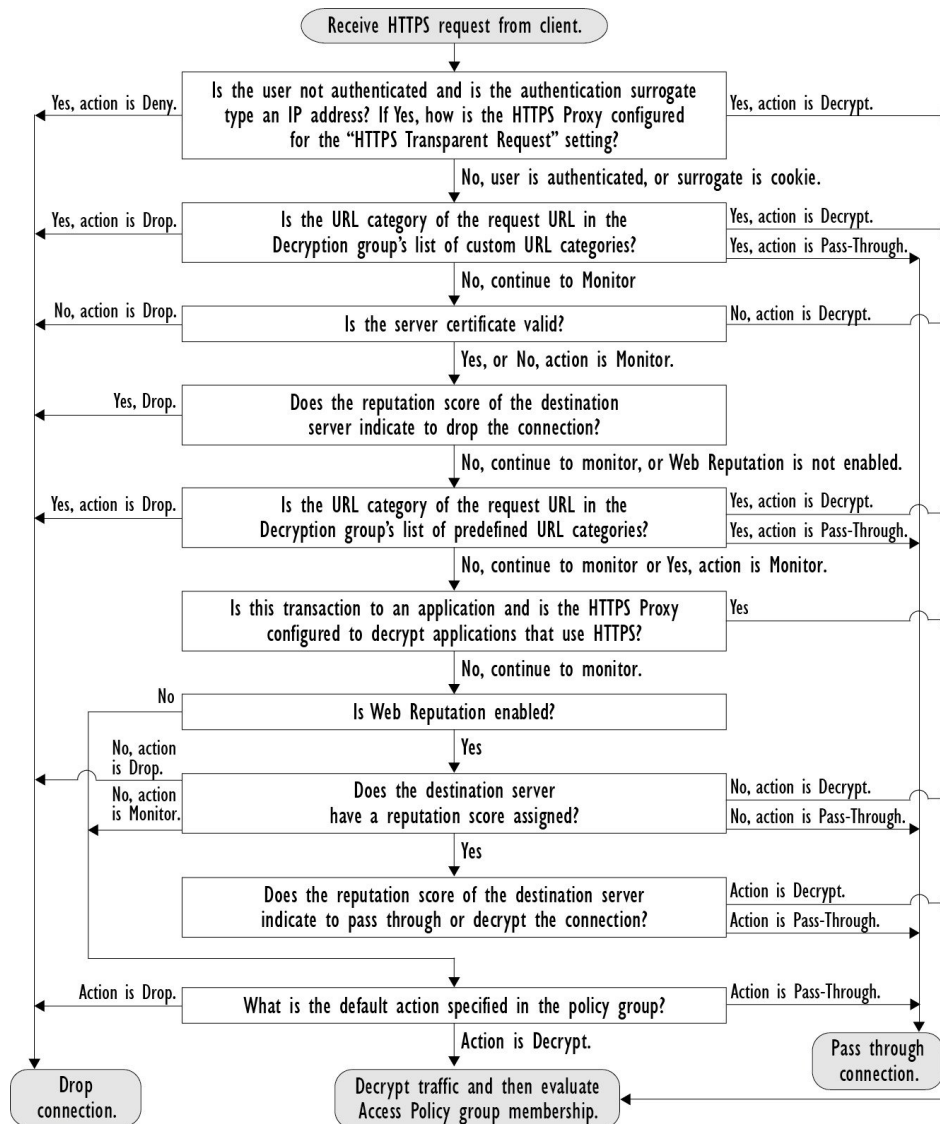 Receive HTTPS request from client.
Yes, action is Deny.
Is the user not authenticated and is the authentication surrogate
type an IP address? If Yes, how is the HTTPS Proxy configured
for the “HTTPS Transparent Request” setting?
Yes, action is Decrypt.
No, user is authenticated, or surrogate is cookie.
Yes, action is Drop.
Is the URL category of the request URL in the
Decryption group’s list of custom URL categories?
Yes, action is Decrypt.
Yes, action is Pass-Through.
No, continue to Monitor
No, action is Drop.
Is the server certificate valid?
No, action is Decrypt.
Yes, or No, action is Monitor.
Yes, Drop.
Does the reputation score of the destination
server indicate to drop the connection?
No, continue to monitor, or Web Reputation is not enabled.
Yes, action is Drop.
Is the URL category of the request URL in the
Decryption group’s list of predefined URL categories?
Yes, action is Decrypt.
Yes, action is Pass-Through.
No, continue to monitor or Yes, action is Monitor.
Is this transaction to an application and is the HTTPS Proxy
configured to decrypt applications that use HTTPS?
Yes
No, continue to monitor.
No
Is Web Reputation enabled?
Yes
No, action
is Drop.
No, action
is Monitor.
Does the destination server
have a reputation score assigned?
No, action is Decrypt.
No, action is Pass-Through.
Yes
Does the reputation score of the destination server
indicate to pass through or decrypt the connection?
Action is Decrypt.
Action is Pass-Through.
Action is Drop.
What is the default action specified in the policy group?
Action is Pass-Through.
Action is Decrypt.
Drop
connection.
Decrypt traffic and then evaluate
Access Policy group membership.
Pass through
connection.